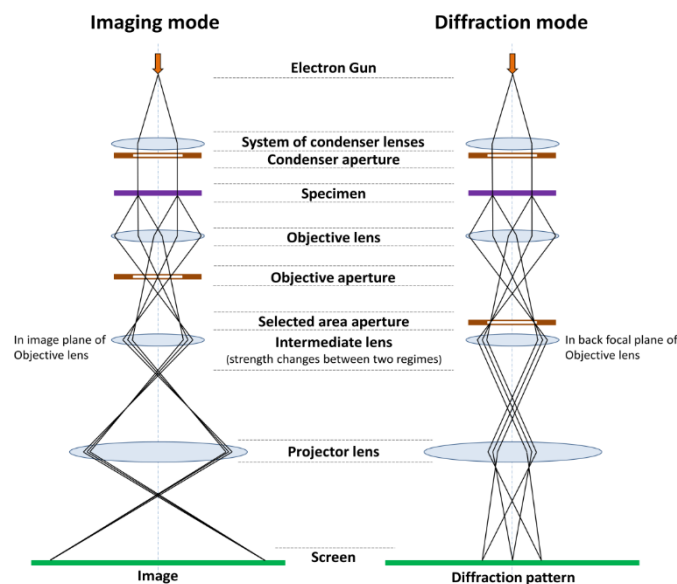 Imaging mode
Diffraction mode
Electron Gun
System of condenser lenses
Condenser aperture
Specimen
Objective lens
Objective aperture
Selected area aperture
In image plane of
Objective lens
Intermediate lens
(strength changes between two regimes)
In back focal plane of
Objective lens
Projector lens
Screen
Image
Diffraction pattern